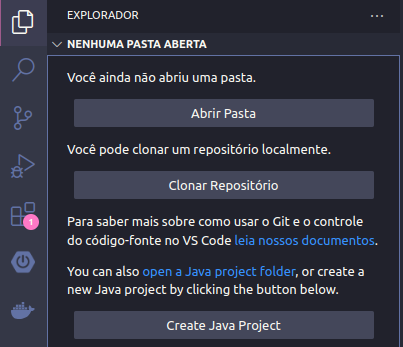 EXPLORADOR
NENHUMA PASTA ABERTA
Você ainda não abriu uma pasta.
Abrir Pasta
Você pode clonar um repositório localmente.
Clonar Repositório
Para saber mais sobre como usar o Git e o controle
do código-fonte no VS Code leia nossos documentos.
You can also open a Java project folder, or create a
new Java project by clicking the button below.
Create Java Project
1